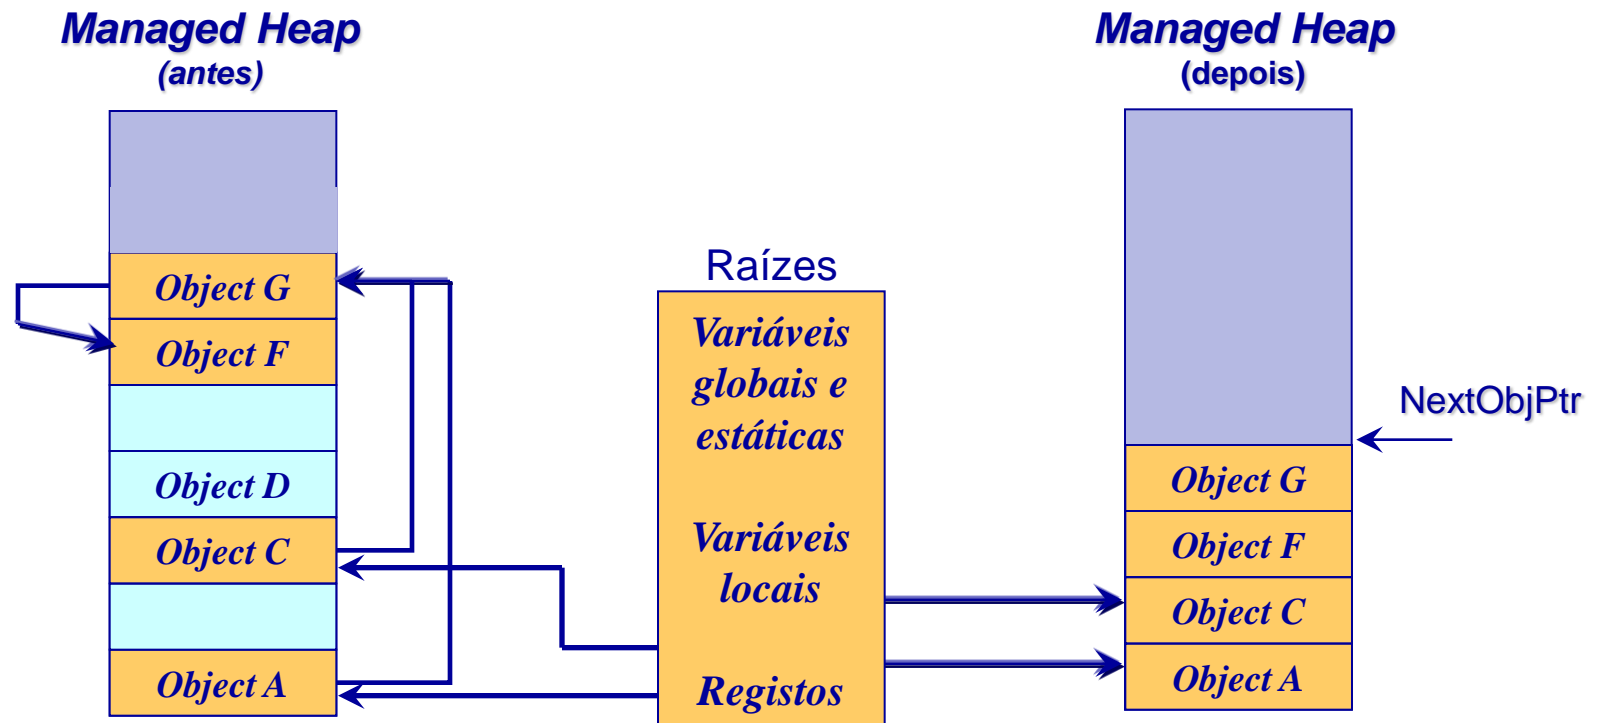 Managed Heap
(antes)
Object G
Object F
Object D
Object C
Object A
Raízes
Variáveis
globais e
estáticas
Variáveis
locais
Registos
Managed Heap
(depois)
NextObjPtr
Object G
Object F
Object C
Object A